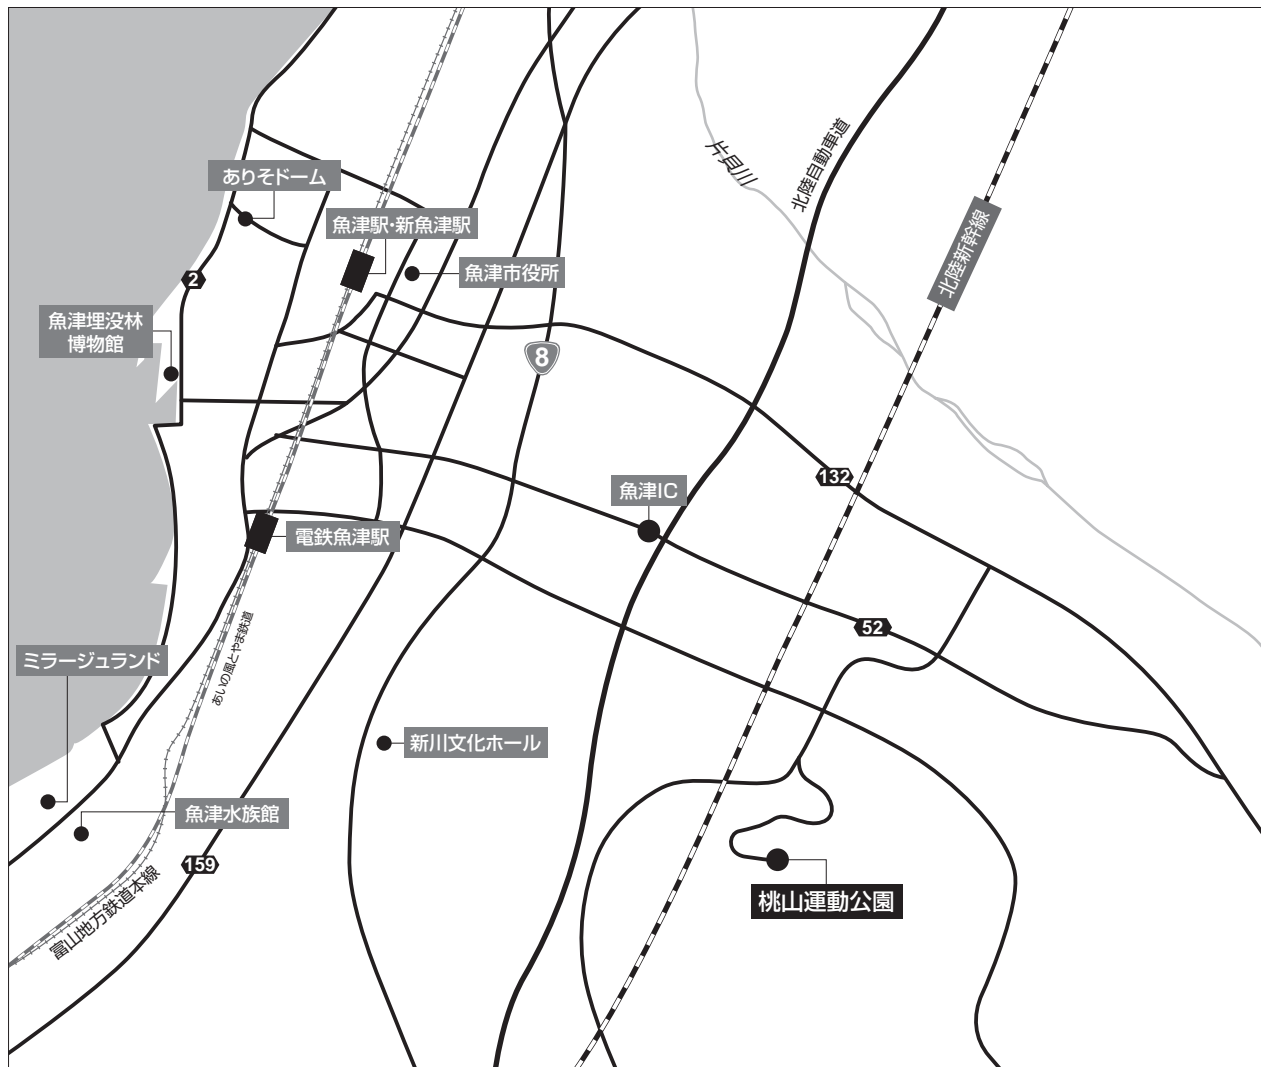 片貝川
北陸自動車道
ありそドーム
魚津駅・新魚津駅
北陸新幹線
魚津市役所
2
魚津埋没林
博物館
8
132
魚津IC
電鉄魚津駅
52
あいの風とやま鉄道
ミラージュランド
新川文化ホール
魚津水族館
159
富山地方鉄道本線
桃山運動公園